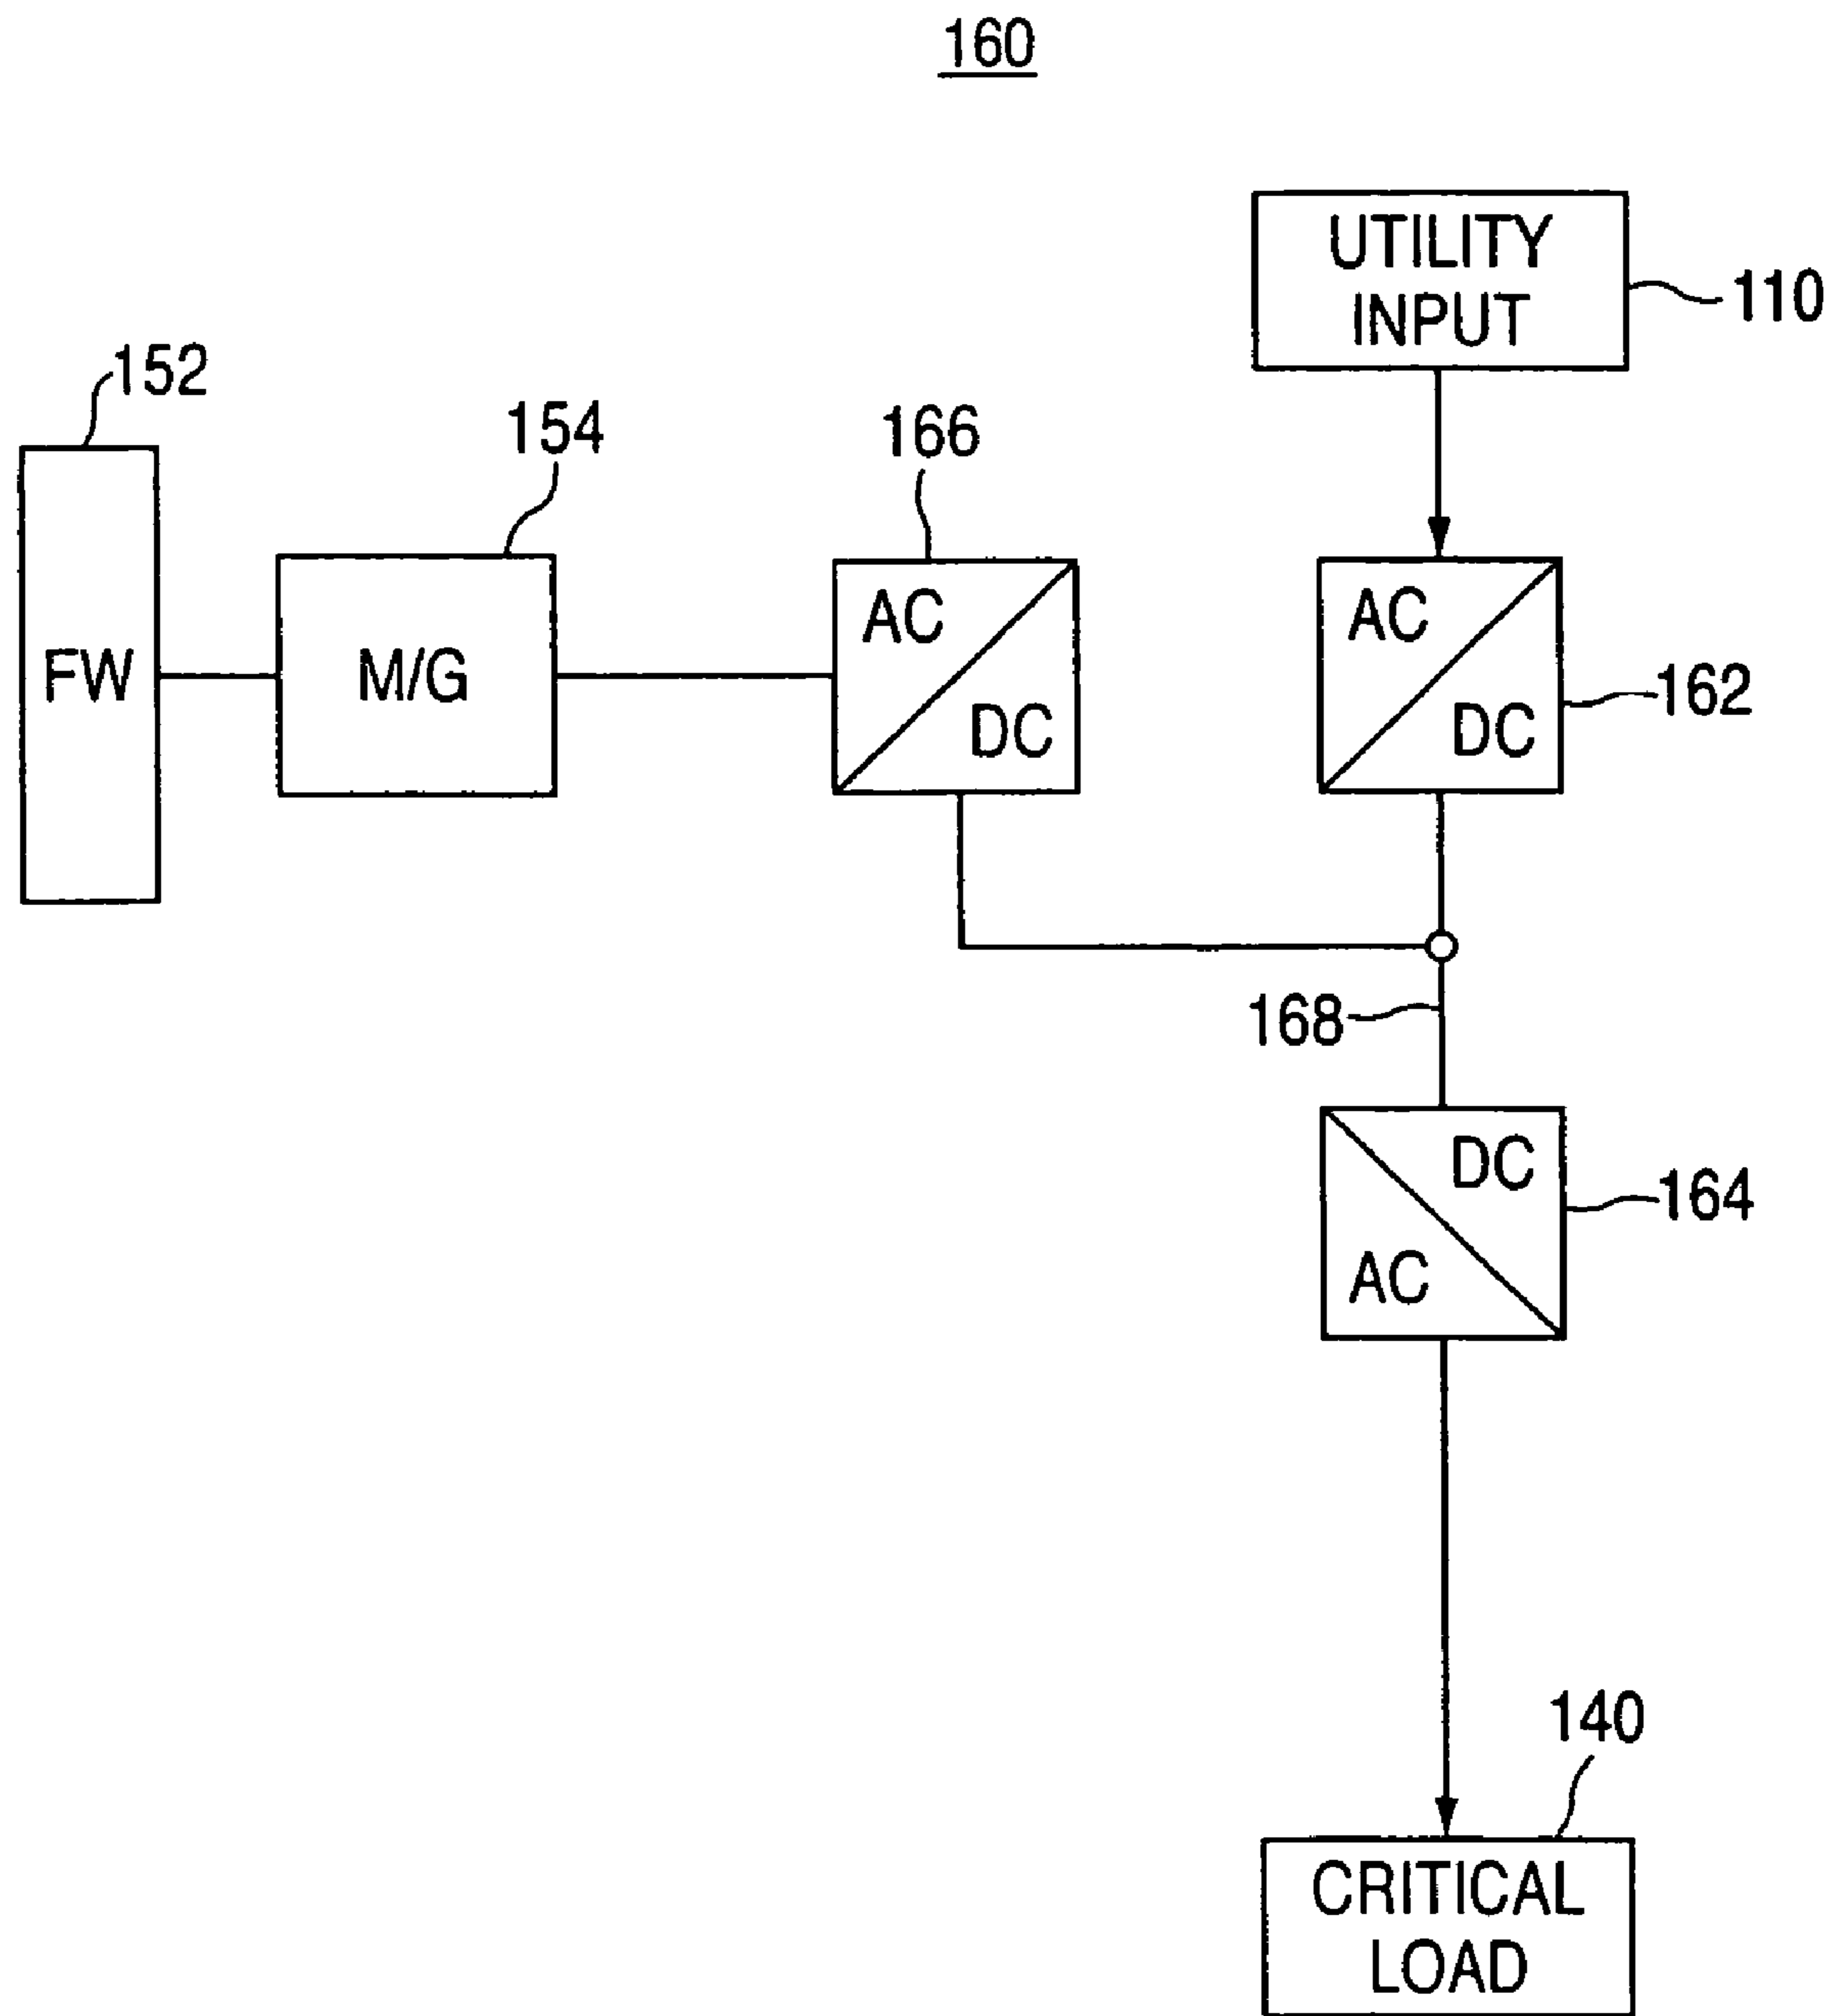 160
UTILITY
INPUT
110
152
154
166
FW
M/G
AC
DC
AC
DC
162
168
DC
AC
164
140
CRITICAL
LOAD